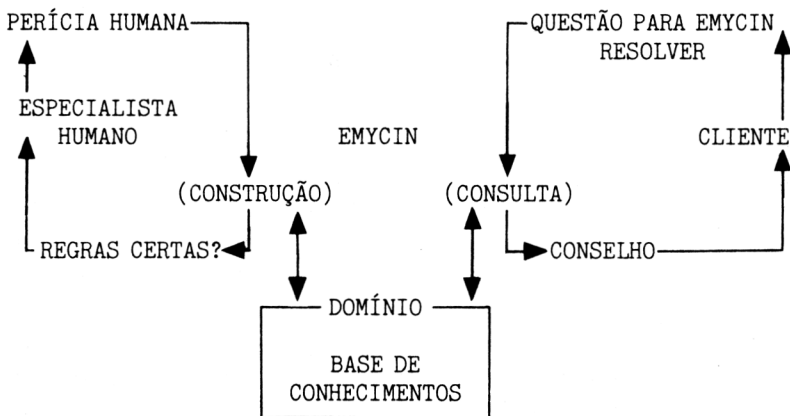 PERÍCIA HUMANA
QUESTÃO PARA EMYCIN
RESOLVER
ESPECIALISTA
HUMANO
EMYCIN
CLIENTE
(CONSTRUÇÃO)
(CONSULTA)
REGRAS CERTAS?
CONSELHO
DOMÍNIO
BASE DE
CONHECIMENTOS